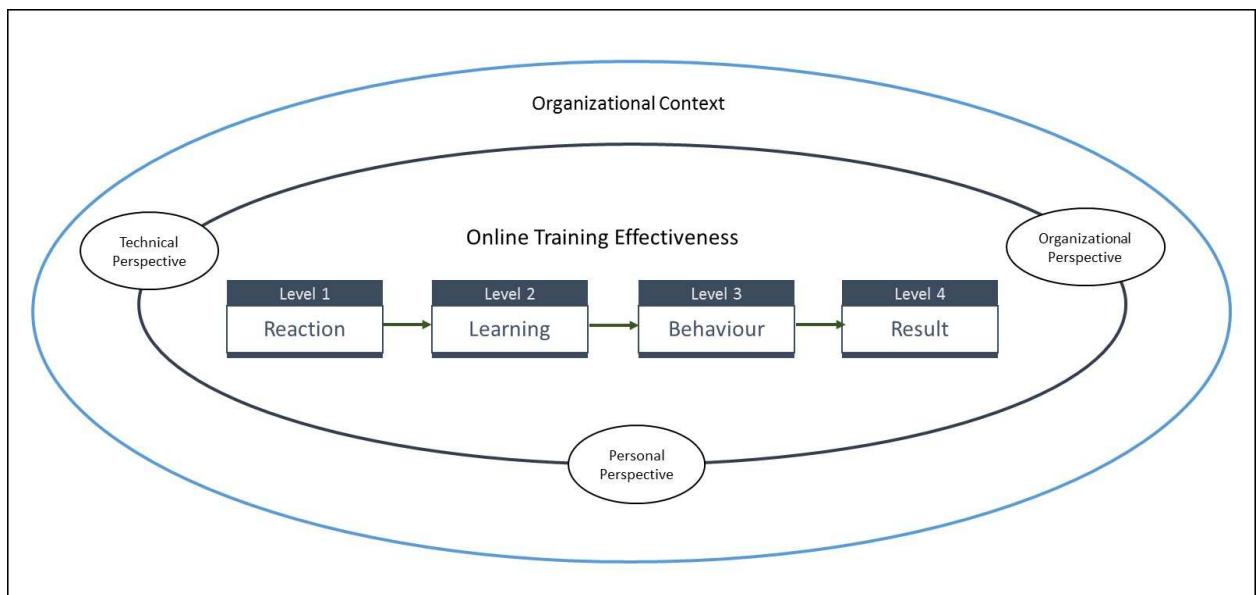 Organizational Context
Technical
Perspective
Organizational
Perspective
Online Training Effectiveness
Level 1
Reaction
Level 2
Learning
Level 3
Behaviour
Level 4
Result
Personal
Perspective